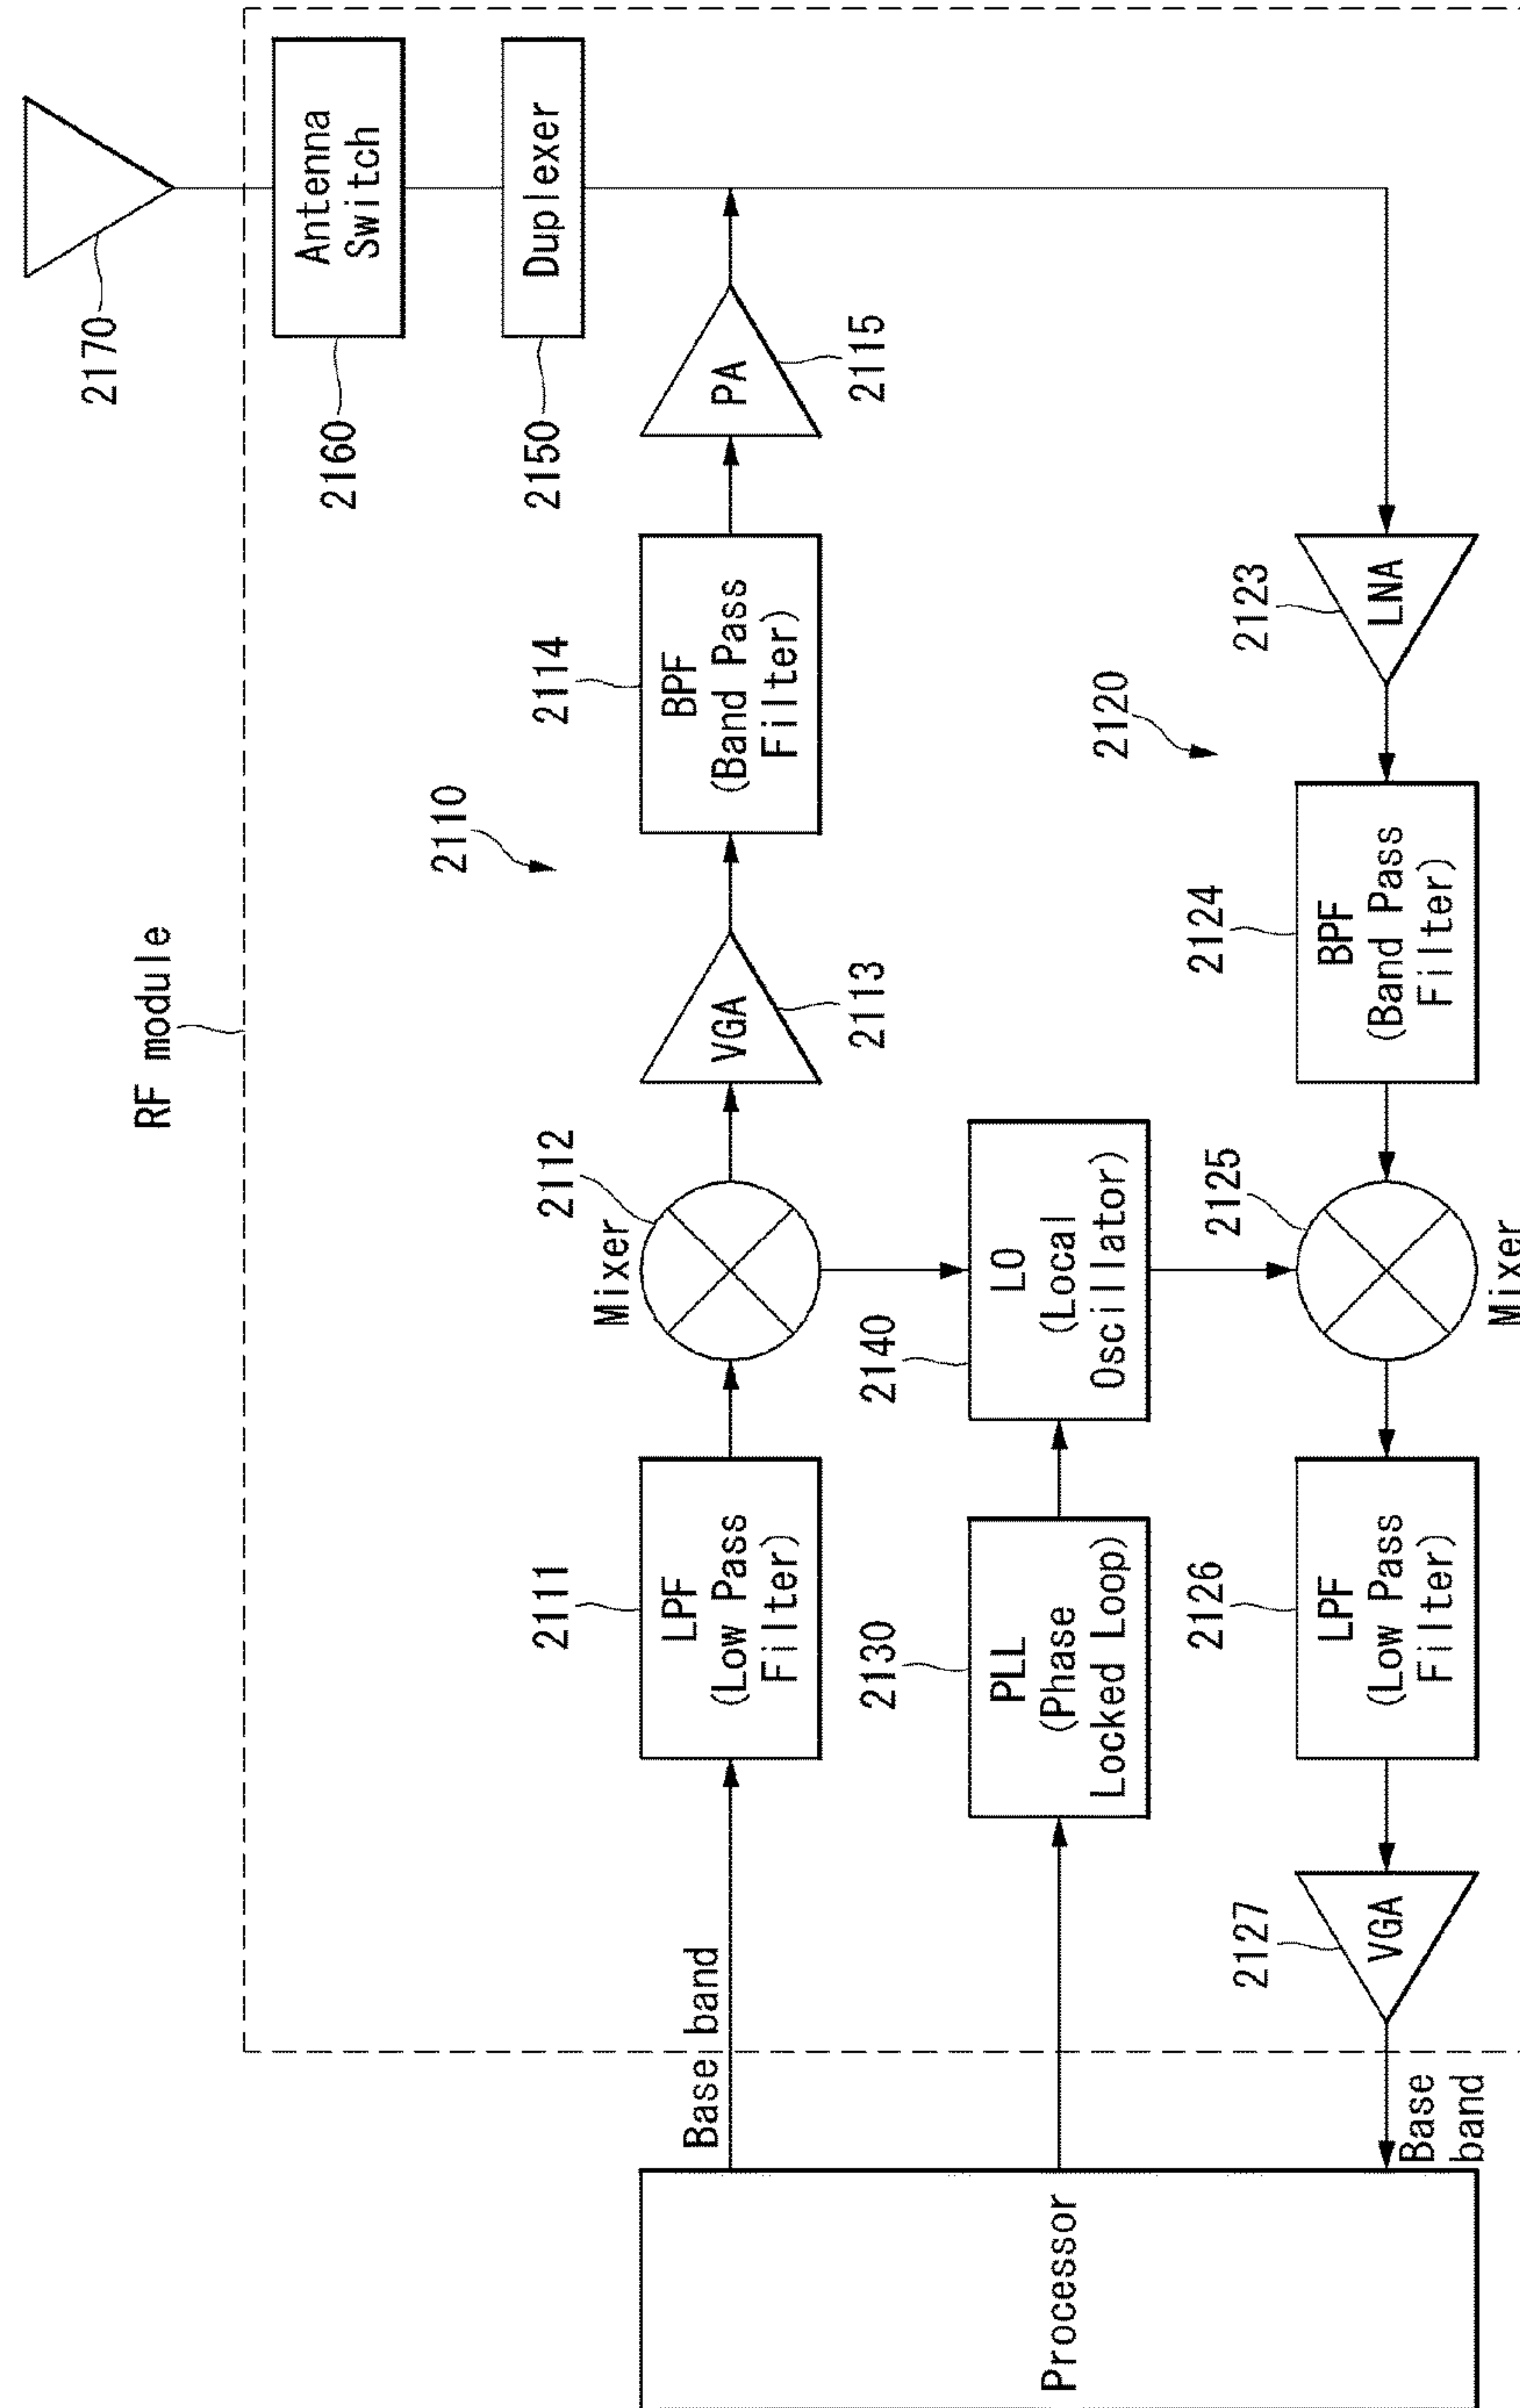 RF module
2170
Antenna
Switch
2160
Duplexer
2150
2110
Base band
LPF
(Low Pass
Filter)
2111
Mixer
2112
VGA
2113
BPF
(Band Pass
Filter)
2114
PA
2115
Processor
PLL
(Phase
Locked Loop)
2130
LO
(Local
Oscillator)
2140
2120
LNA
2123
BPF
(Band Pass
Filter)
2124
2125
Mixer
LPF
(Low Pass
Filter)
2126
VGA
2127
Base
band